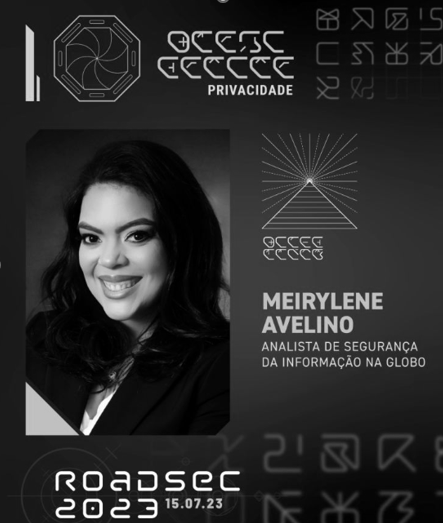 PRIVACIDADE
MEIRYLENE
AVELINO
ANALISTA DE SEGURANÇA
DA INFORMAÇÃO NA GLOBO
ROADSEC
2023 15.07.23